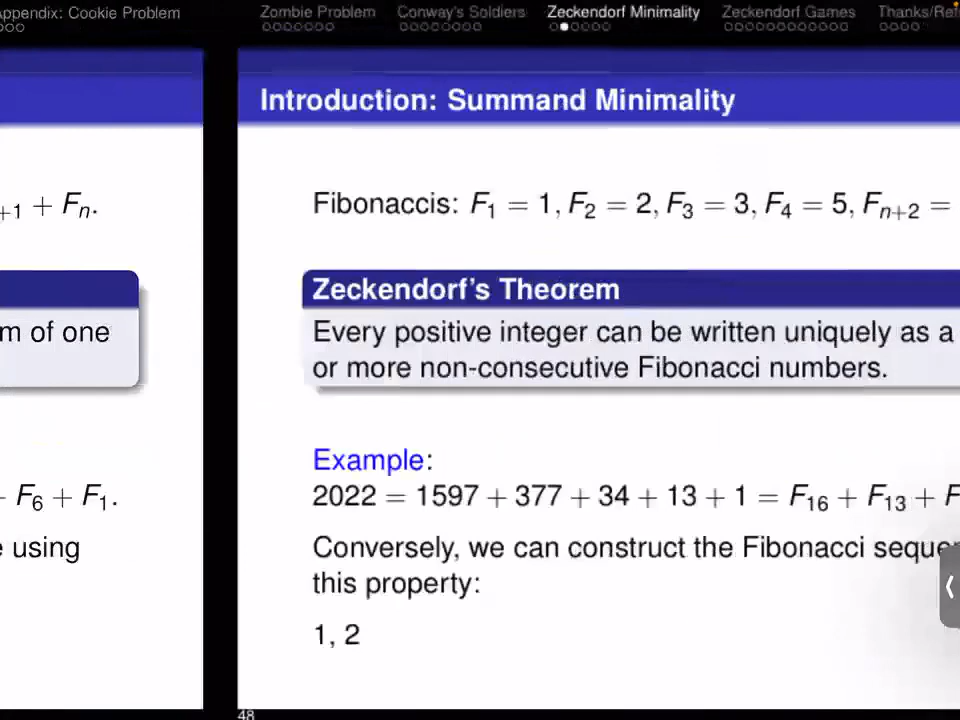 Appendix: Cookie Problem
+1 + Fn.
m of one
F6 + F1.
using
Zombie Problem Conway's Soldiers Zeckendorf Minimality Zeckendorf Games Thanks/Ref
Introduction: Summand Minimality
Fibonaccis: F1 = 1, F2 = 2, F3 = 3, F4 = 5, Fn+2 =
Zeckendorf's Theorem
Every positive integer can be written uniquely as a
or more non-consecutive Fibonacci numbers.
Example:
2022 = 1597 + 377 + 34 + 13 + 1 = F16 + F13 + F
Conversely, we can construct the Fibonacci seque
this property:
1, 2
48